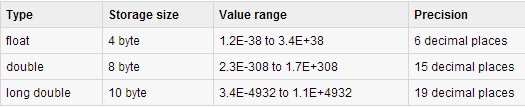 Type Storage size Value range Precision
float 4 byte 1.2E-38 to 3.4E+38 6 decimal places
double 8 byte 2.3E-308 to 1.7E+308 15 decimal places
long double 10 byte 3.4E-4932 to 1.1E+4932 19 decimal places